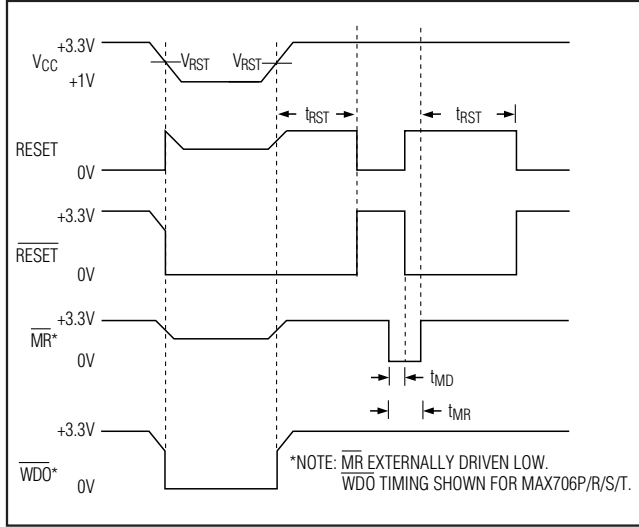 +3.3V
VCC
VRST VRST
+1V
tRST tRST
RESET
0V
+3.3V
RESET
0V
+3.3V
MR*
0V
tMD
tMR
+3.3V
WDO*
0V
*NOTE: MR EXTERNALLY DRIVEN LOW.
WDO TIMING SHOWN FOR MAX706P/R/S/T.